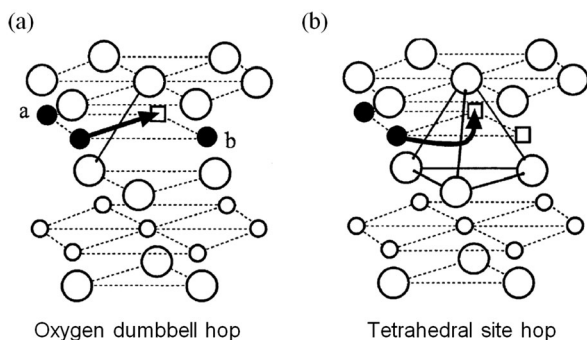 (a)
(b)
a
b
Oxygen dumbbell hop
Tetrahedral site hop